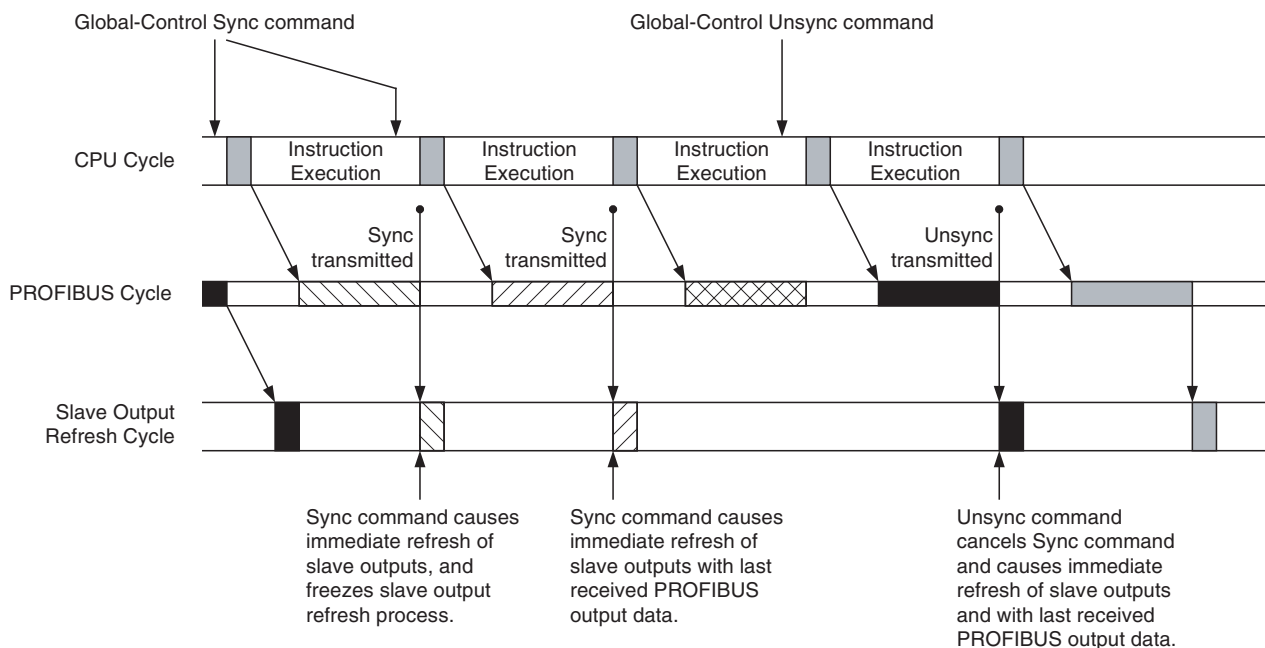 Global-Control Sync command
Global-Control Unsync command
CPU Cycle
Instruction
Execution
Instruction
Execution
Instruction
Execution
Instruction
Execution
Sync
transmitted
Sync
transmitted
Unsync
transmitted
PROFIBUS Cycle
Slave Output
Refresh Cycle
Sync command causes
immediate refresh of
slave outputs, and
freezes slave output
refresh process.
Sync command causes
immediate refresh of
slave outputs with last
received PROFIBUS
output data.
Unsync command
cancels Sync command
and causes immediate
refresh of slave outputs
and with last received
PROFIBUS output data.